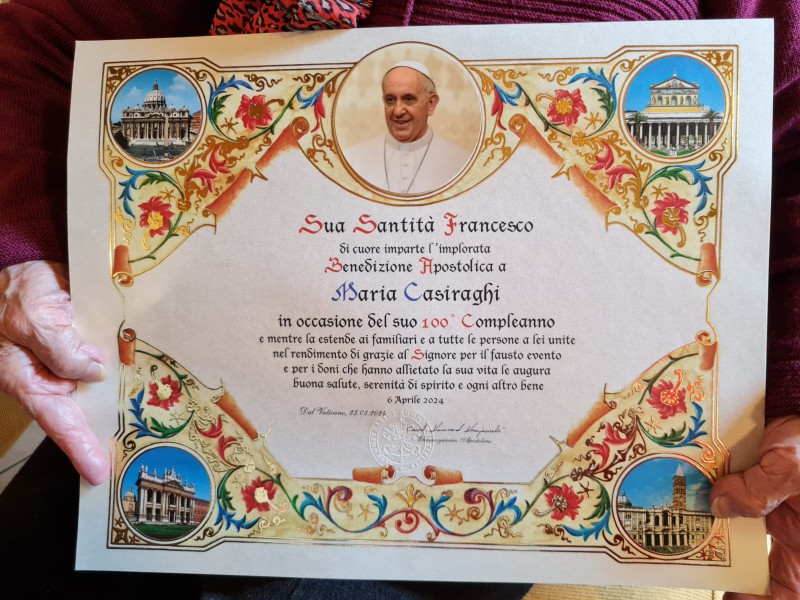 Sua Santità Francesco
di cuore imparte l'implorata
Benedizione Apostolica a
Maria Casiraghi
in occasione del suo 100° Compleanno
e mentre la estende ai familiari e a tutte le persone a lei unite
nel rendimento di grazie al Signore per il fausto evento
e per i doni che hanno allietato la sua vita le augura
buona salute, serenità di spirito e ogni altro bene
6 Aprile 2024
Dal Vaticano, 13.03.2024